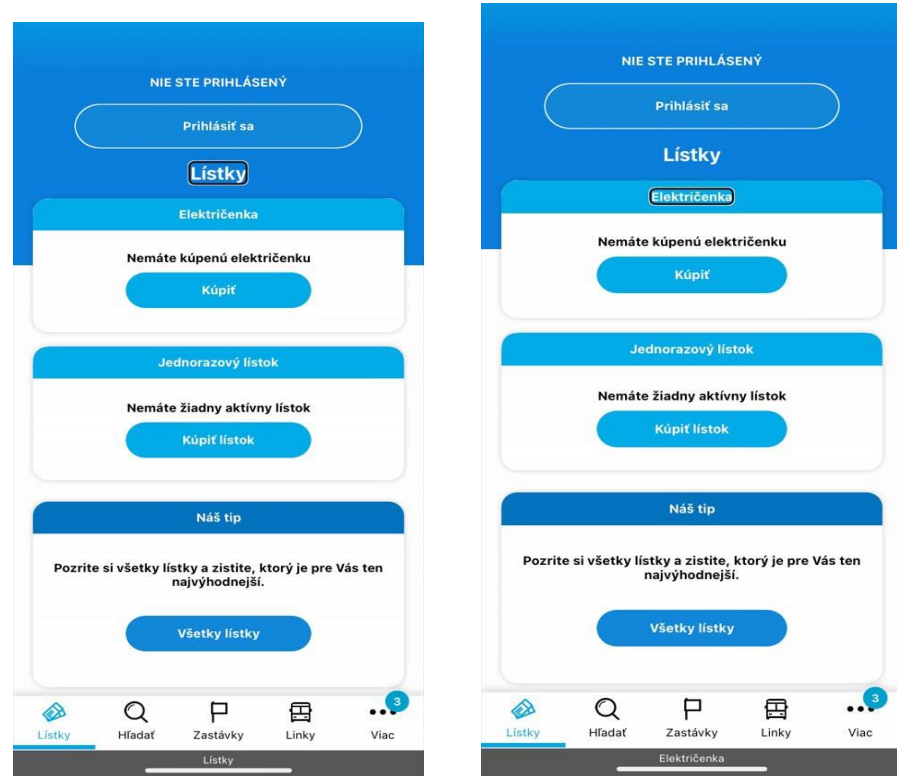 NIE STE PRIHLÁSENÝ
Prihlásiť sa
Lístky
Električenka
Nemáte kúpenú električenku
Kúpiť
Jednorazový lístok
Nemáte žiadny aktívny lístok
Kúpiť lístok
Náš tip
Pozrite si všetky lístky a zistite, ktorý je pre Vás ten
najvýhodnejší.
Všetky lístky
3
Lístky Hľadať Zastávky Linky Viac
Lístky
NIE STE PRIHLÁSENÝ
Prihlásiť sa
Lístky
Električenka
Nemáte kúpenú električenku
Kúpiť
Jednorazový lístok
Nemáte žiadny aktívny lístok
Kúpiť lístok
Náš tip
Pozrite si všetky lístky a zistite, ktorý je pre Vás ten
najvýhodnejší.
Všetky lístky
3
Lístky Hľadať Zastávky Linky Viac
Električenka